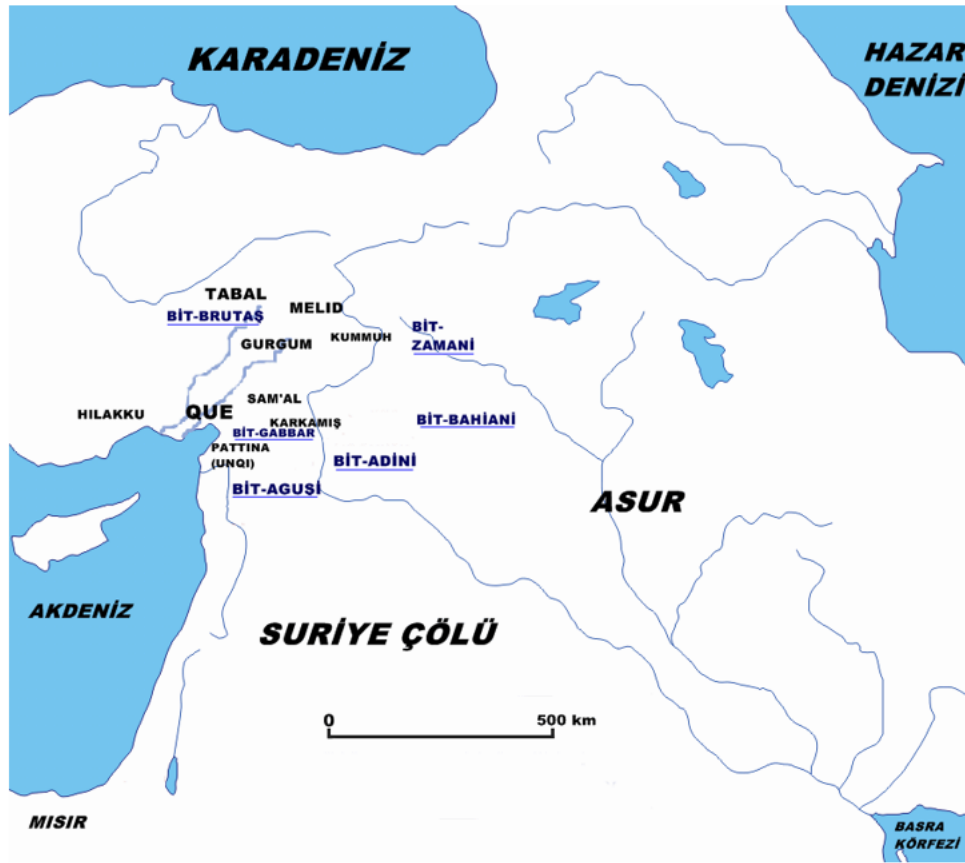 KARADENİZ
HAZAR
DENİZİ
TABAL
MELID
BİT-BRUTAŞ
GURGUM
KUMMUH
BİT-
ZAMANİ
SAM'AL
HILAKKU
QUE
KARKAMIŞ
BİT-GABBAR
BİT-BAHİANİ
PATTINA
(UNQI)
BİT-ADİNİ
BİT-AGUŞİ
ASUR
AKDENİZ
SURİYE ÇÖLÜ
0 500 km
MISIR
BASRA
KÖRFEZİ